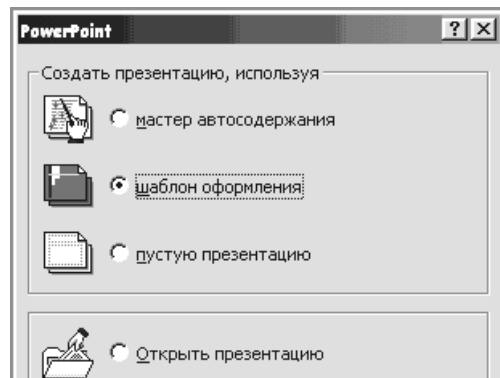 PowerPoint
Создать презентацию, используя
мастер автосодержания
шаблон оформления
пустую презентацию
Открыть презентацию